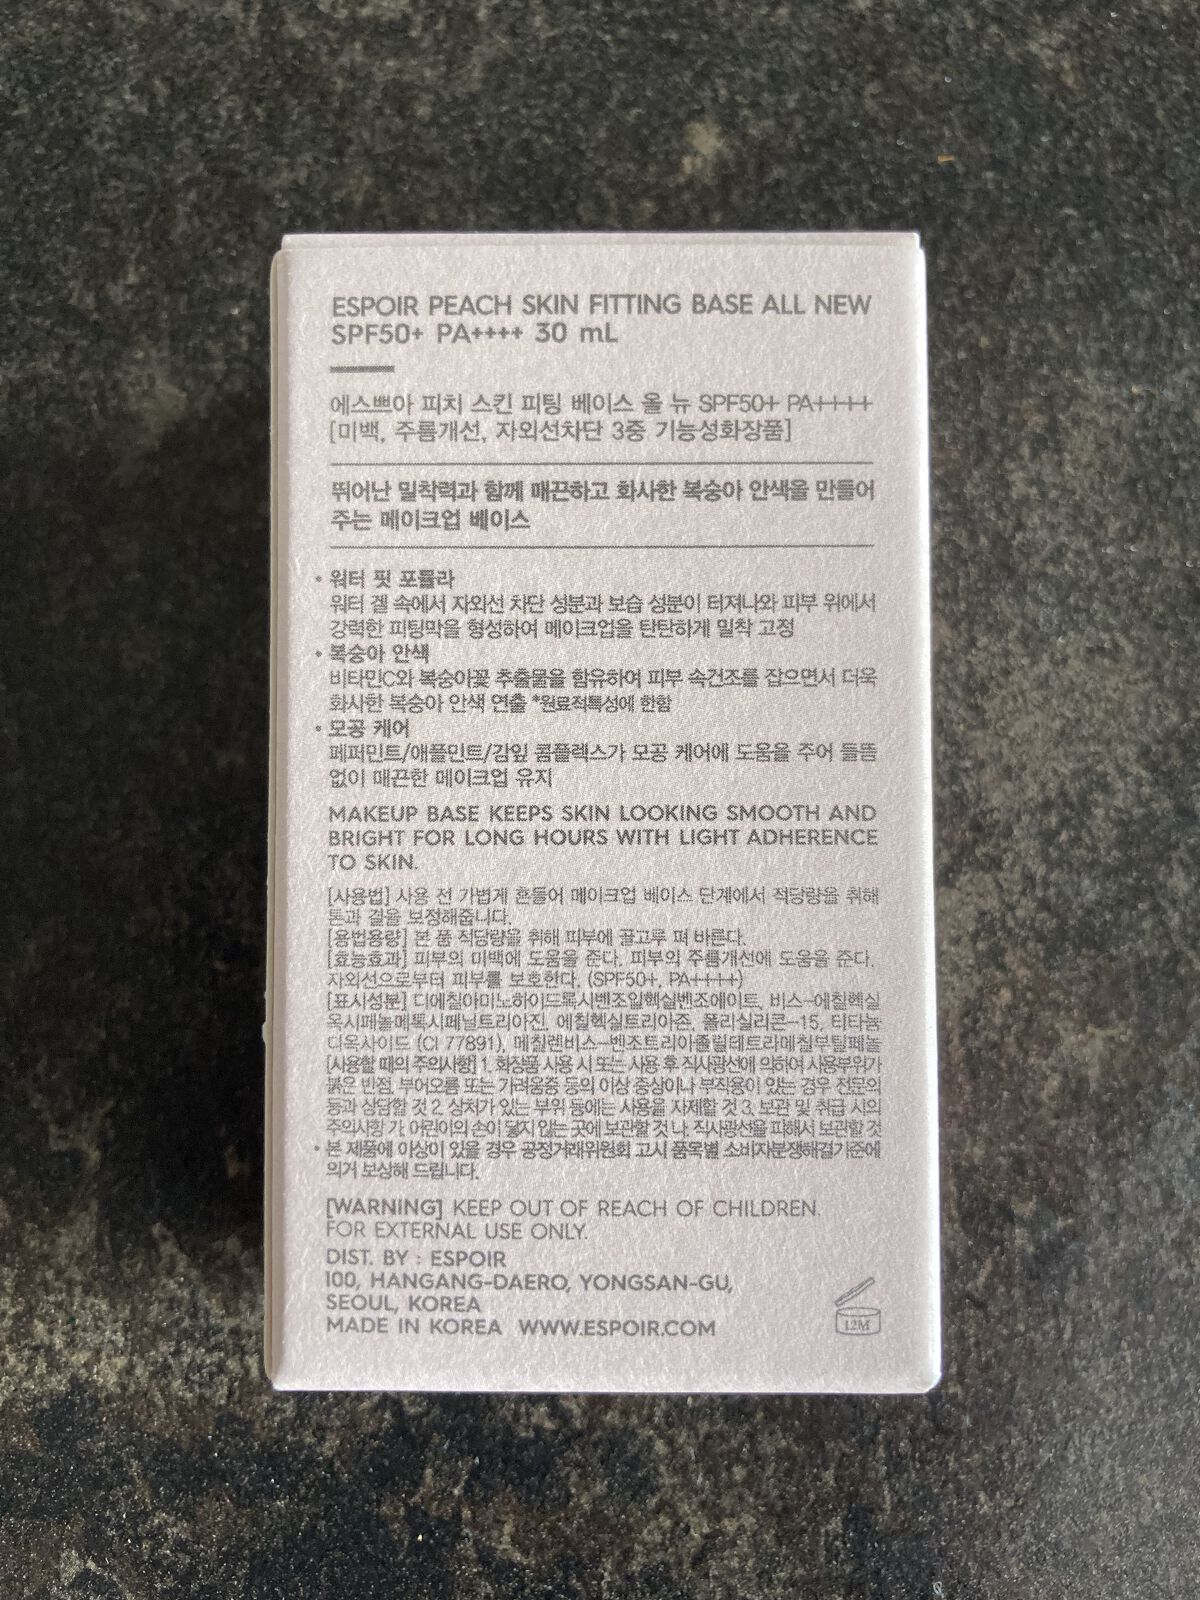 ESPOIR PEACH SKIN FITTING BASE ALL NEW
SPF50+ PA++++ 30 mL
에스쁘아 피치 스킨 피팅 베이스 올 뉴 SPF50+ PA++++
[미백, 주름개선, 자외선차단 3중 기능성화장품]
뛰어난 밀착력과 함께 매끈하고 화사한 복숭아 안색을 만들어
주는 메이크업 베이스
• 워터 핏 포뮬라
워터 겔 속에서 자외선 차단 성분과 보습 성분이 터져나와 피부 위에서
강력한 피팅막을 형성하여 메이크업을 탄탄하게 밀착 고정
• 복숭아 안색
비타민C와 복숭아꽃 추출물을 함유하여 피부 속건조를 잡으면서 더욱
화사한 복숭아 안색 연출 *원료적특성에 한함
• 모공 케어
페퍼민트/애플민트/감잎 콤플렉스가 모공 케어에 도움을 주어 들뜸
없이 매끈한 메이크업 유지
MAKEUP BASE KEEPS SKIN LOOKING SMOOTH AND
BRIGHT FOR LONG HOURS WITH LIGHT ADHERENCE
TO SKIN.
[사용법] 사용 전 가볍게 흔들어 메이크업 베이스 단계에서 적당량을 취해
톤과 결을 보정해줍니다.
[용법용량] 본 품 적당량을 취해 피부에 골고루 펴 바른다.
[효능효과] 피부의 미백에 도움을 준다. 피부의 주름개선에 도움을 준다.
자외선으로부터 피부를 보호한다. (SPF50+, PA++++)
[표시성분] 디에칠아미노하이드록시벤조일헥실벤조에이트, 비스-에칠헥실
옥시페놀메톡시페닐트리아진, 에칠헥실트리아존, 폴리실리콘-15, 티타늄
디옥사이드 (CI 77891), 메칠렌비스-벤조트리아졸릴테트라메칠부틸페놀
[사용할 때의 주의사항] 1. 화장품 사용 시 또는 사용 후 직사광선에 의하여 사용부위가
붉은 반점, 부어오름 또는 가려움증 등의 이상 증상이나 부작용이 있는 경우 전문의
등과 상담할 것 2. 상처가 있는 부위 등에는 사용을 자제할 것 3. 보관 및 취급 시의
주의사항 가. 어린이의 손이 닿지 않는 곳에 보관할 것 나. 직사광선을 피해서 보관할 것
• 본 제품에 이상이 있을 경우 공정거래위원회 고시 품목별 소비자분쟁해결기준에
의거 보상해 드립니다.
[WARNING] KEEP OUT OF REACH OF CHILDREN.
FOR EXTERNAL USE ONLY.
DIST. BY : ESPOIR
100, HANGANG-DAERO, YONGSAN-GU,
SEOUL, KOREA
MADE IN KOREA WWW.ESPOIR.COM
12M